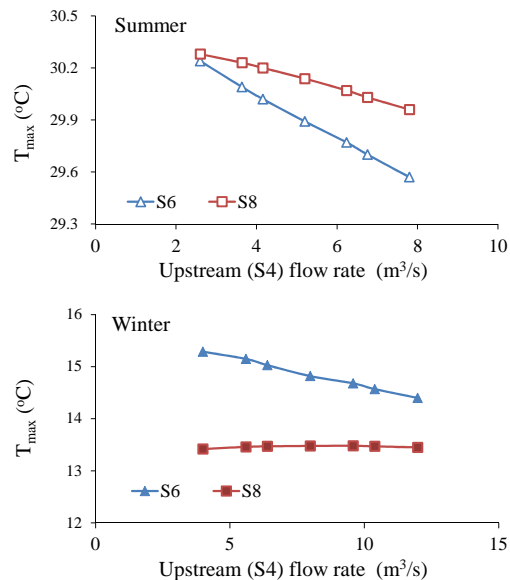 Summer
30.5
30.2
29.9
29.6
29.3
T_max (°C)
S6 S8
0 2 4 6 8 10
Upstream (S4) flow rate (m³/s)
Winter
16
15
14
13
12
T_max (°C)
S6 S8
0 5 10 15
Upstream (S4) flow rate (m³/s)